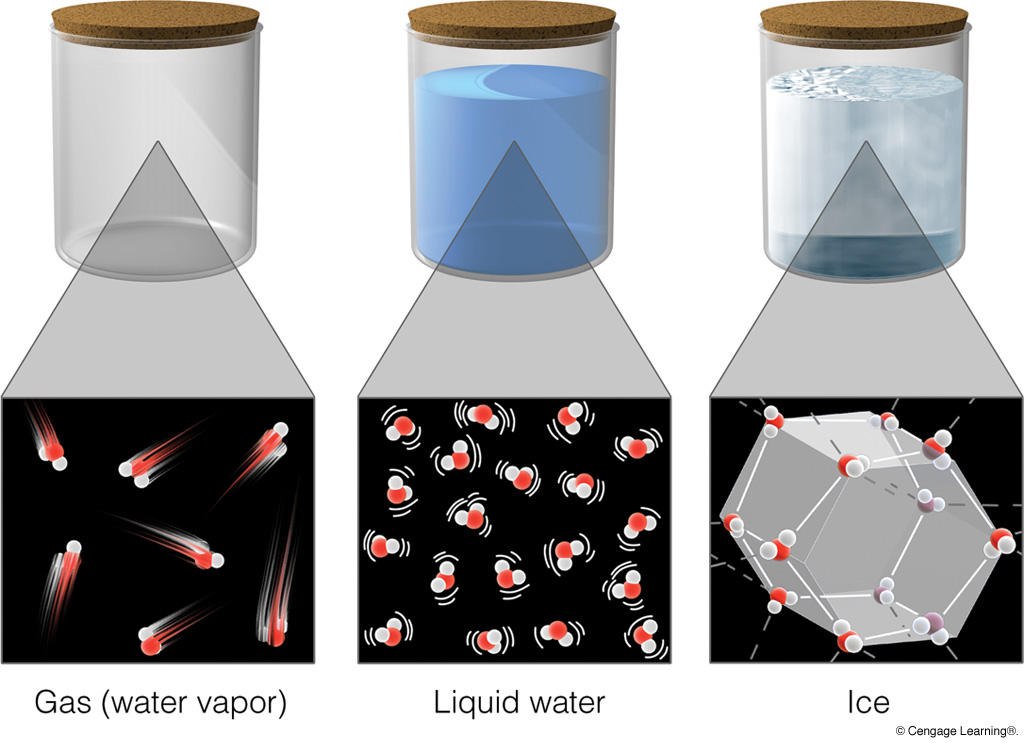 Gas (water vapor)
Liquid water
Ice
© Cengage Learning®.